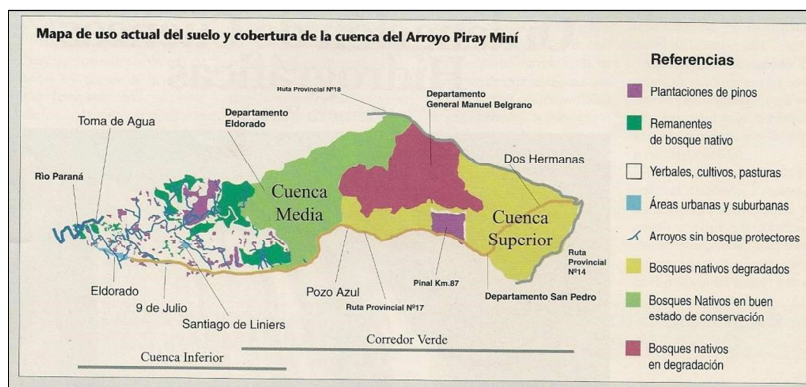 Mapa de uso actual del suelo y cobertura de la cuenca del Arroyo Piray Miní
Referencias
Plantaciones de pinos
Remanentes
de bosque nativo
Yerbales, cultivos, pasturas
Áreas urbanas y suburbanas
Arroyos sin bosque protectores
Bosques nativos degradados
Bosques Nativos en buen
estado de conservación
Bosques nativos
en degradación
Ruta Provincial Nº18
Departamento
General Manuel Belgrano
Departamento
Eldorado
Toma de Agua
Dos Hermanas
Rìo Paraná
Cuenca
Media
Cuenca
Superior
Ruta
Provincial
Nº14
Pinal Km.87
Pozo Azul
Ruta Provincial Nº17
Departamento San Pedro
Eldorado
9 de Julio
Santiago de Liniers
Corredor Verde
Cuenca Inferior